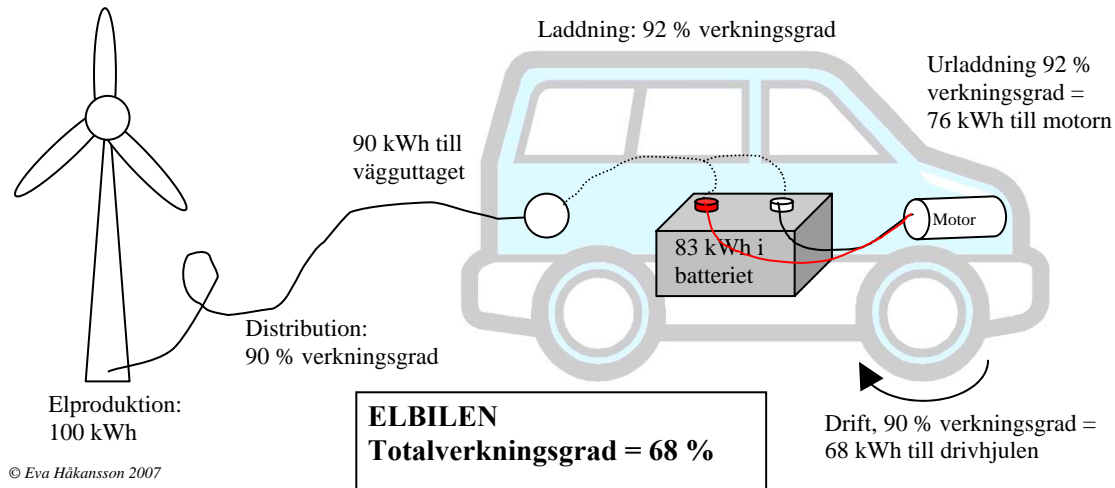 Laddning: 92 % verkningsgrad
Urladdning 92 %
verkningsgrad =
76 kWh till motorn
90 kWh till
vägguttaget
Motor
83 kWh i
batteriet
Distribution:
90 % verkningsgrad
Elproduktion:
100 kWh
ELBILEN
Totalverkningsgrad = 68 %
Drift, 90 % verkningsgrad =
68 kWh till drivhjulen
© Eva Håkansson 2007